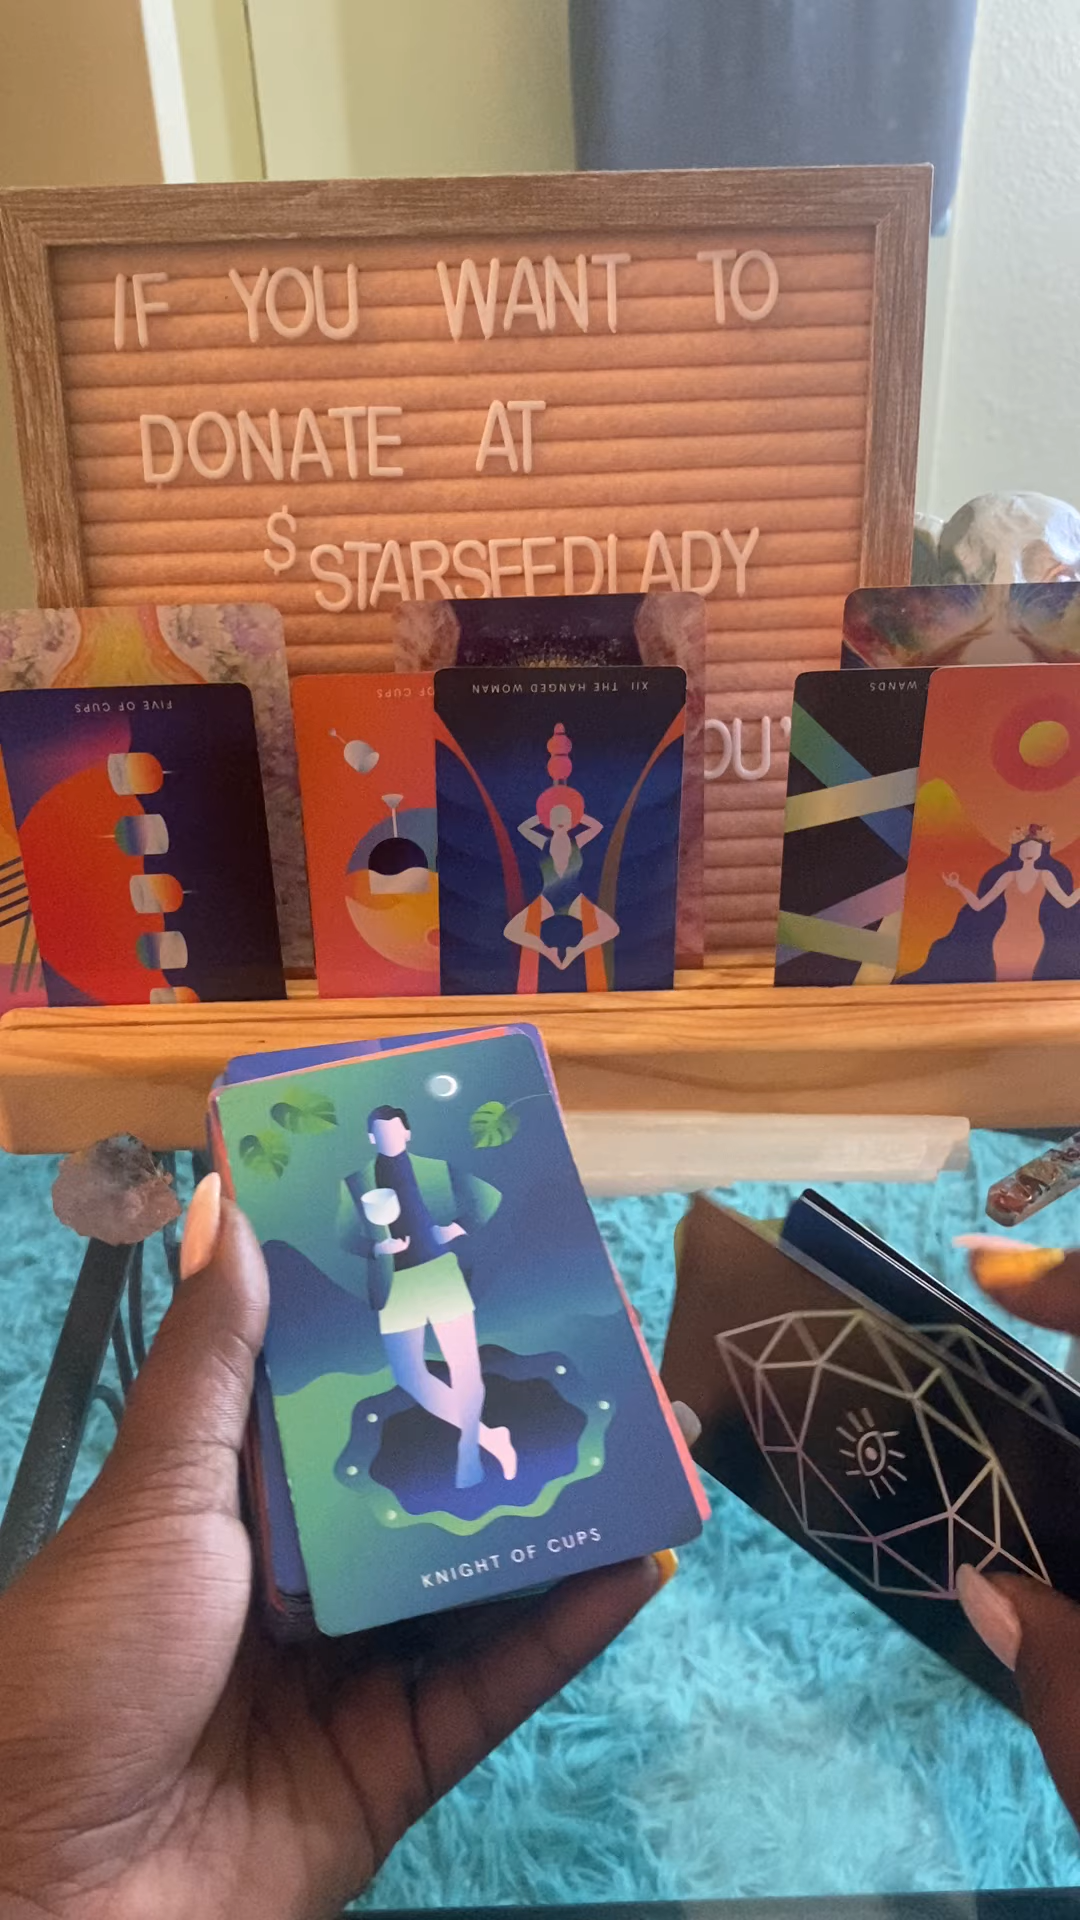 IF YOU WANT TO
DONATE AT
$STARSEEDLADY
OU
FIVE OF CUPS
OF CUPS
XII THE HANGED WOMAN
WANDS
KNIGHT OF CUPS